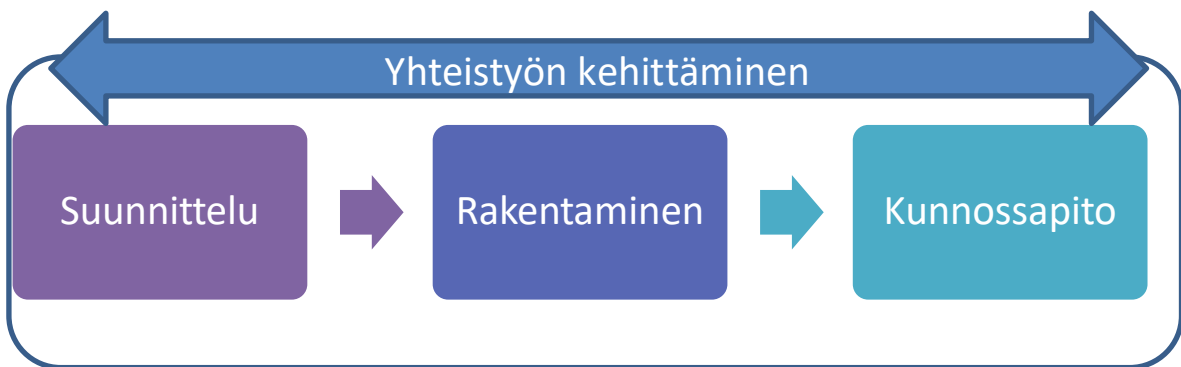 Yhteistyön kehittäminen
Suunnittelu
Rakentaminen
Kunnossapito